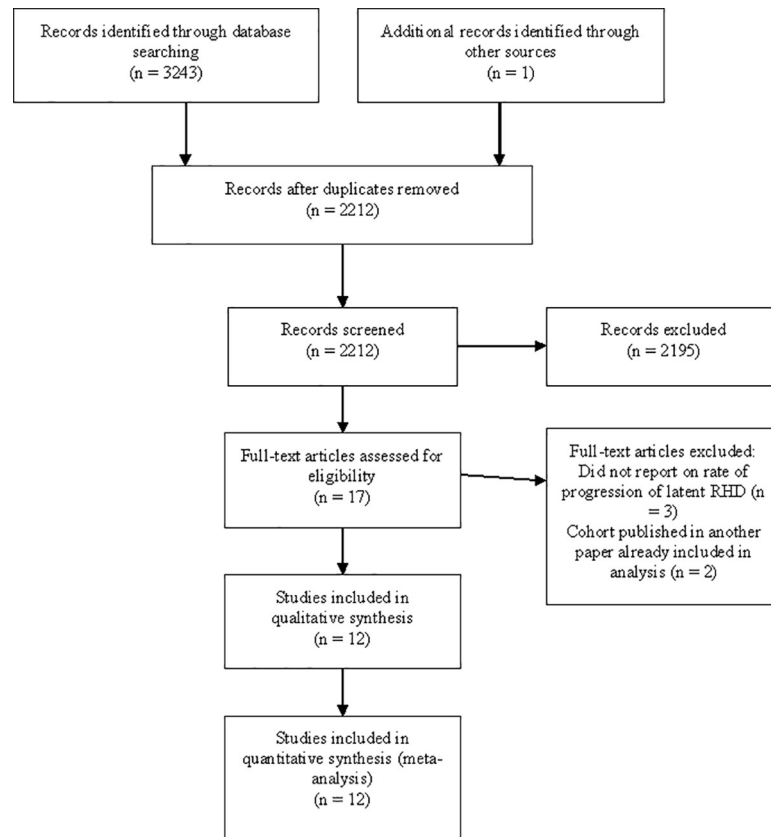 Records identified through database
searching
(n = 3243)
Additional records identified through
other sources
(n = 1)
Records after duplicates removed
(n = 2212)
Records screened
(n = 2212)
Records excluded
(n = 2195)
Full-text articles assessed for
eligibility
(n = 17)
Full-text articles excluded:
Did not report on rate of
progression of latent RHD (n
= 3)
Cohort published in another
paper already included in
analysis (n = 2)
Studies included in
qualitative synthesis
(n = 12)
Studies included in
quantitative synthesis (meta-
analysis)
(n = 12)